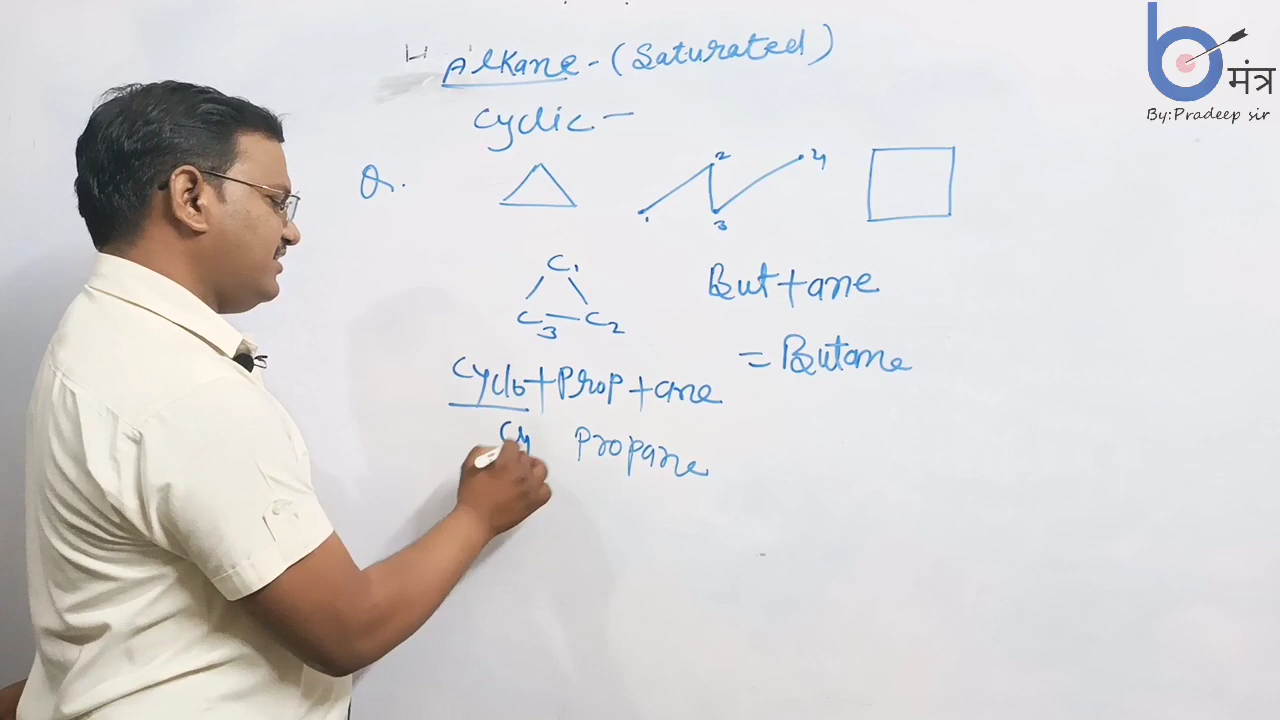 H Alkane - (Saturated)
Cyclic -
Q.
1 2 3 4
C1
C3 - C2
But + ane
= Butane
Cyclo + Prop + ane
Cy Propane
b मंत्र
By:Pradeep sir